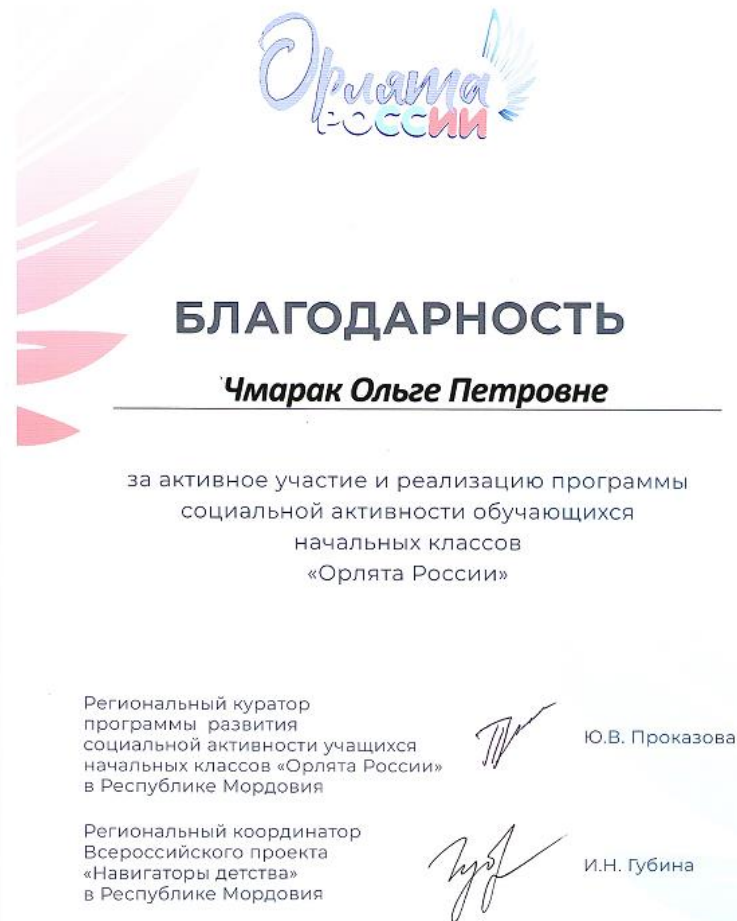 Орлята
РОССИИ
БЛАГОДАРНОСТЬ
Чмарак Ольге Петровне
за активное участие и реализацию программы
социальной активности обучающихся
начальных классов
«Орлята России»
Региональный куратор
программы развития
социальной активности учащихся
начальных классов «Орлята России»
в Республике Мордовия
Ю.В. Проказова
Региональный координатор
Всероссийского проекта
«Навигаторы детства»
в Республике Мордовия
И.Н. Губина